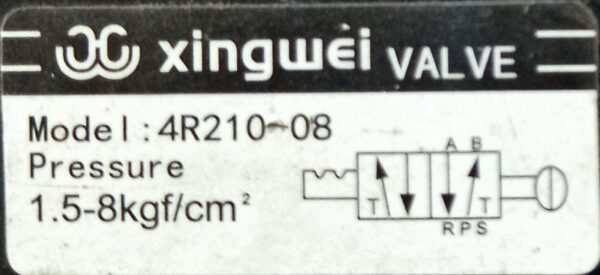 xingwei VALVE
Model:4R210-08
Pressure
1.5-8kgf/cm²
A B
T T
R P S